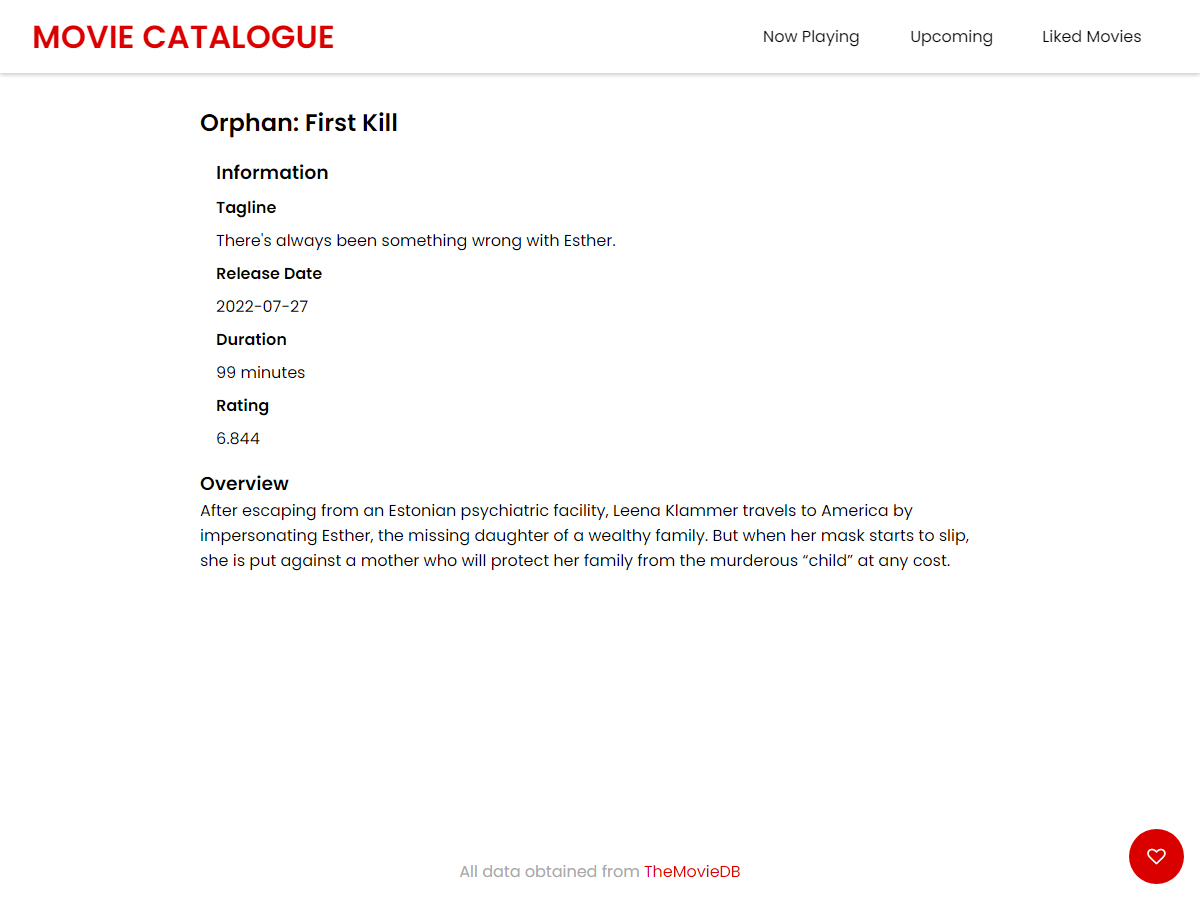 MOVIE CATALOGUE
Now Playing
Upcoming
Liked Movies
Orphan: First Kill
Information
Tagline
There's always been something wrong with Esther.
Release Date
2022-07-27
Duration
99 minutes
Rating
6.844
Overview
After escaping from an Estonian psychiatric facility, Leena Klammer travels to America by
impersonating Esther, the missing daughter of a wealthy family. But when her mask starts to slip,
she is put against a mother who will protect her family from the murderous “child” at any cost.
All data obtained from TheMovieDB